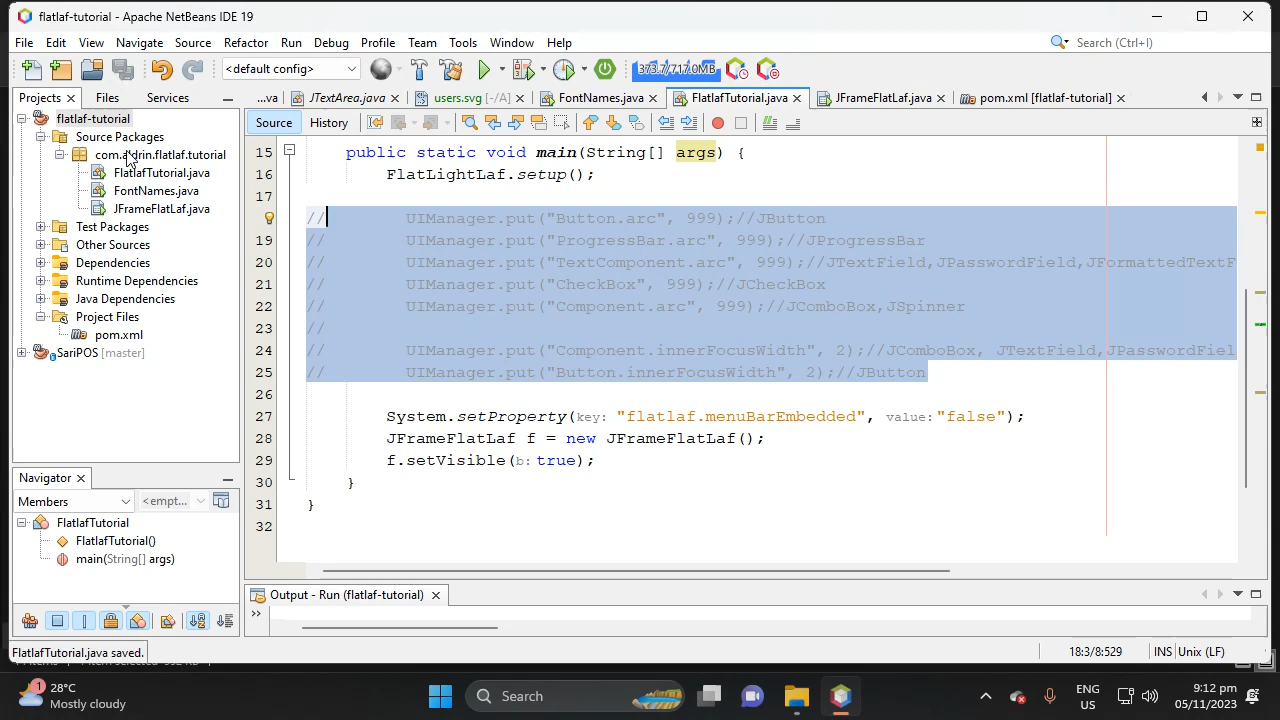 flatlaf-tutorial - Apache NetBeans IDE 19
File Edit View Navigate Source Refactor Run Debug Profile Team Tools Window Help
Search (Ctrl+I)
<default config>
373.7/717.0MB
Projects Files Services
...va JTextArea.java users.svg [-/A] FontNames.java FlatlafTutorial.java JFrameFlatLaf.java pom.xml [flatlaf-tutorial]
Source History
flatlaf-tutorial
Source Packages
FlatlafTutorial.java
FontNames.java
JFrameFlatLaf.java
Test Packages
Other Sources
Dependencies
Runtime Dependencies
Java Dependencies
Project Files
pom.xml
SariPOS [master]
15 public static void main(String[] args) {
16 FlatLightLaf.setup();
17
18 // UIManager.put("Button.arc", 999);//JButton
19 // UIManager.put("ProgressBar.arc", 999);//JProgressBar
20 // UIManager.put("TextComponent.arc", 999);//JTextField,JPasswordField,JFormattedTextF
21 // UIManager.put("CheckBox", 999);//JCheckBox
22 // UIManager.put("Component.arc", 999);//JComboBox,JSpinner
23 //
24 // UIManager.put("Component.innerFocusWidth", 2);//JComboBox, JTextField,JPasswordFiel
25 // UIManager.put("Button.innerFocusWidth", 2);//JButton
26
27 System.setProperty(key: "flatlaf.menuBarEmbedded", value:"false");
28 JFrameFlatLaf f = new JFrameFlatLaf();
29 f.setVisible(b:true);
30 }
31 }
32
Navigator
Members <empt...
FlatlafTutorial
FlatlafTutorial()
main(String[] args)
Output - Run (flatlaf-tutorial)
FlatlafTutorial.java saved.
18:3/8:529 INS Unix (LF)
1
28°C
Mostly cloudy
Search
ENG
US
9:12 pm
05/11/2023